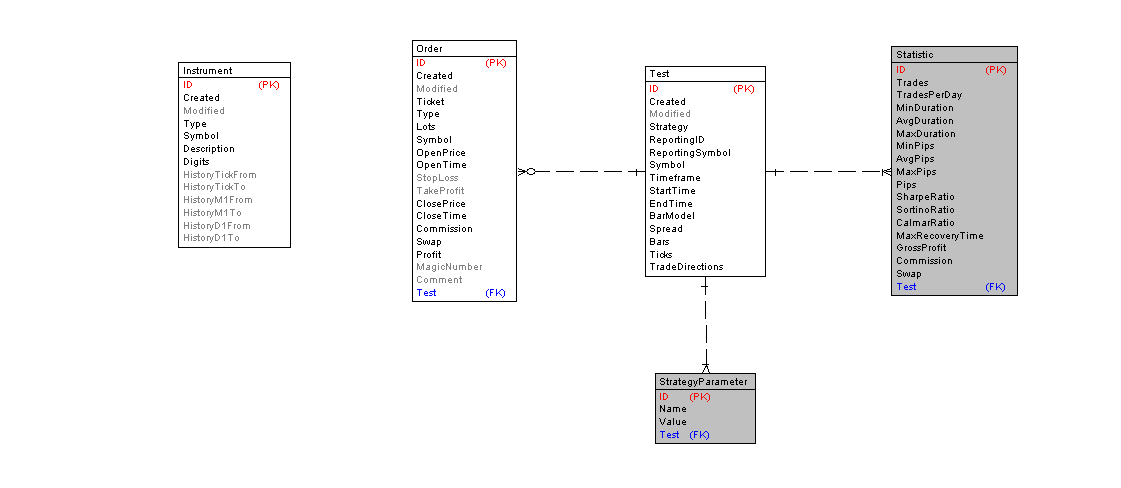 Instrument
ID (PK)
Created
Modified
Type
Symbol
Description
Digits
HistoryTickFrom
HistoryTickTo
HistoryM1From
HistoryM1To
HistoryD1From
HistoryD1To
Order
ID (PK)
Created
Modified
Ticket
Type
Lots
Symbol
OpenPrice
OpenTime
StopLoss
TakeProfit
ClosePrice
CloseTime
Commission
Swap
Profit
MagicNumber
Comment
Test (FK)
Test
ID (PK)
Created
Modified
Strategy
ReportingID
ReportingSymbol
Symbol
Timeframe
StartTime
EndTime
BarModel
Spread
Bars
Ticks
TradeDirections
Statistic
ID (PK)
Trades
TradesPerDay
MinDuration
AvgDuration
MaxDuration
MinPips
AvgPips
MaxPips
Pips
SharpeRatio
SortinoRatio
CalmarRatio
MaxRecoveryTime
GrossProfit
Commission
Swap
Test (FK)
StrategyParameter
ID (PK)
Name
Value
Test (FK)